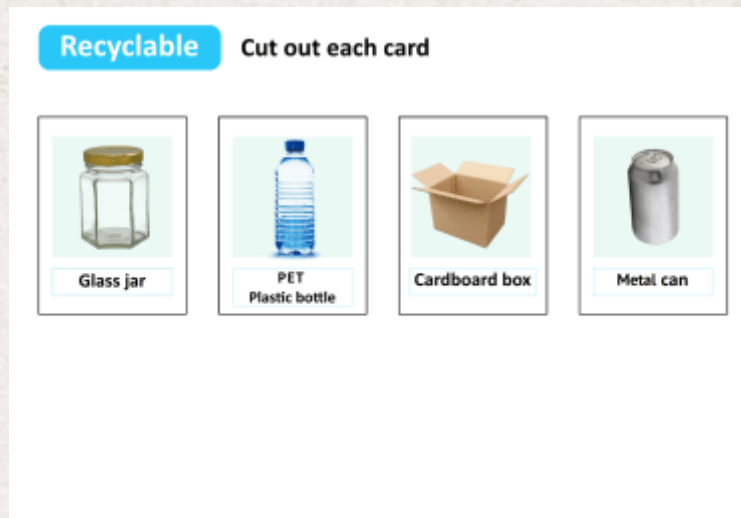 Recyclable Cut out each card
Glass jar
PET
Plastic bottle
Cardboard box
Metal can